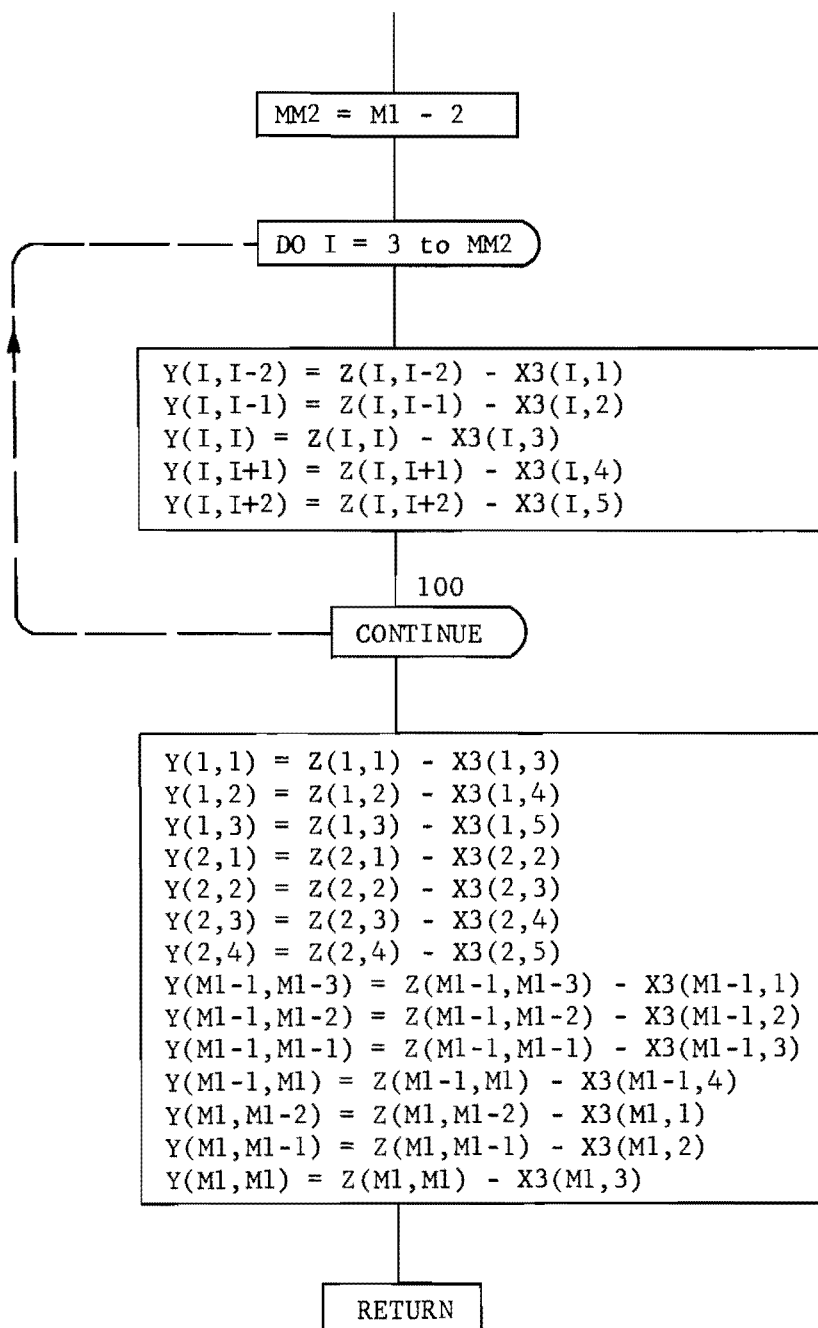 MM2 = M1 - 2
DO I = 3 to MM2
Y(I,I-2) = Z(I,I-2) - X3(I,1)
Y(I,I-1) = Z(I,I-1) - X3(I,2)
Y(I,I) = Z(I,I) - X3(I,3)
Y(I,I+1) = Z(I,I+1) - X3(I,4)
Y(I,I+2) = Z(I,I+2) - X3(I,5)
100
CONTINUE
Y(1,1) = Z(1,1) - X3(1,3)
Y(1,2) = Z(1,2) - X3(1,4)
Y(1,3) = Z(1,3) - X3(1,5)
Y(2,1) = Z(2,1) - X3(2,2)
Y(2,2) = Z(2,2) - X3(2,3)
Y(2,3) = Z(2,3) - X3(2,4)
Y(2,4) = Z(2,4) - X3(2,5)
Y(M1-1,M1-3) = Z(M1-1,M1-3) - X3(M1-1,1)
Y(M1-1,M1-2) = Z(M1-1,M1-2) - X3(M1-1,2)
Y(M1-1,M1-1) = Z(M1-1,M1-1) - X3(M1-1,3)
Y(M1-1,M1) = Z(M1-1,M1) - X3(M1-1,4)
Y(M1,M1-2) = Z(M1,M1-2) - X3(M1,1)
Y(M1,M1-1) = Z(M1,M1-1) - X3(M1,2)
Y(M1,M1) = Z(M1,M1) - X3(M1,3)
RETURN